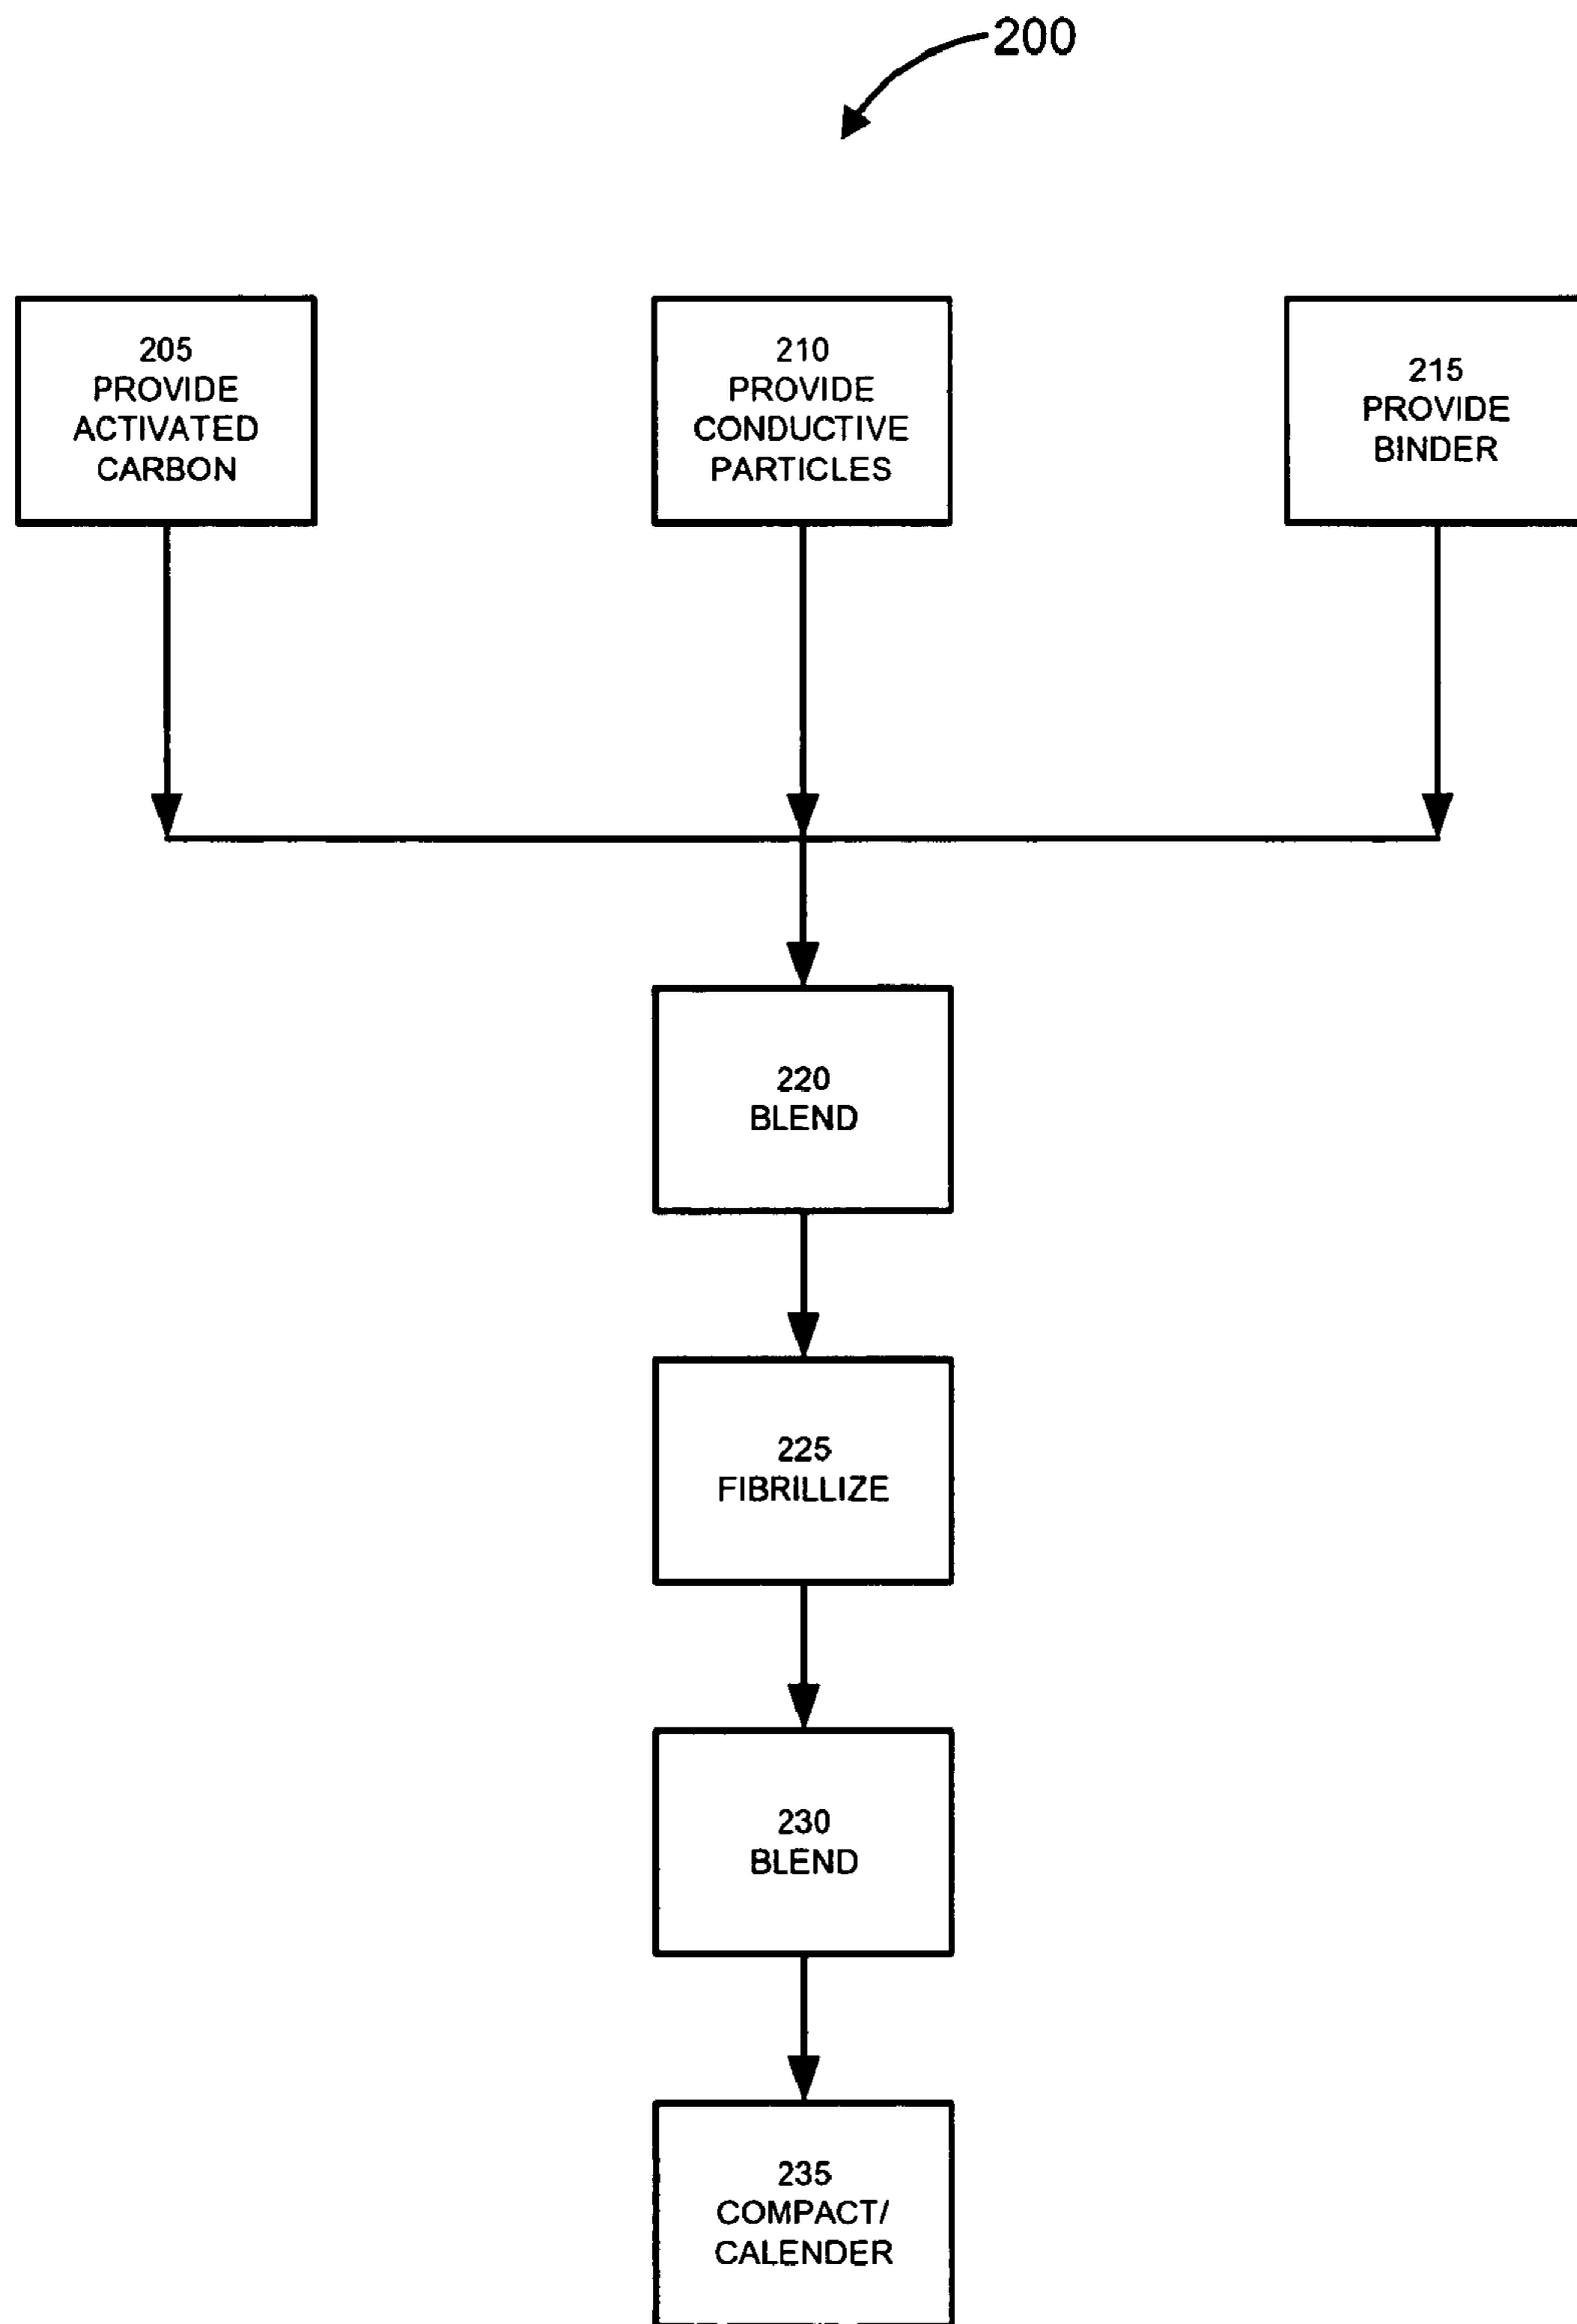 200
205
PROVIDE
ACTIVATED
CARBON
210
PROVIDE
CONDUCTIVE
PARTICLES
215
PROVIDE
BINDER
220
BLEND
225
FIBRILLIZE
230
BLEND
235
COMPACT/
CALENDER